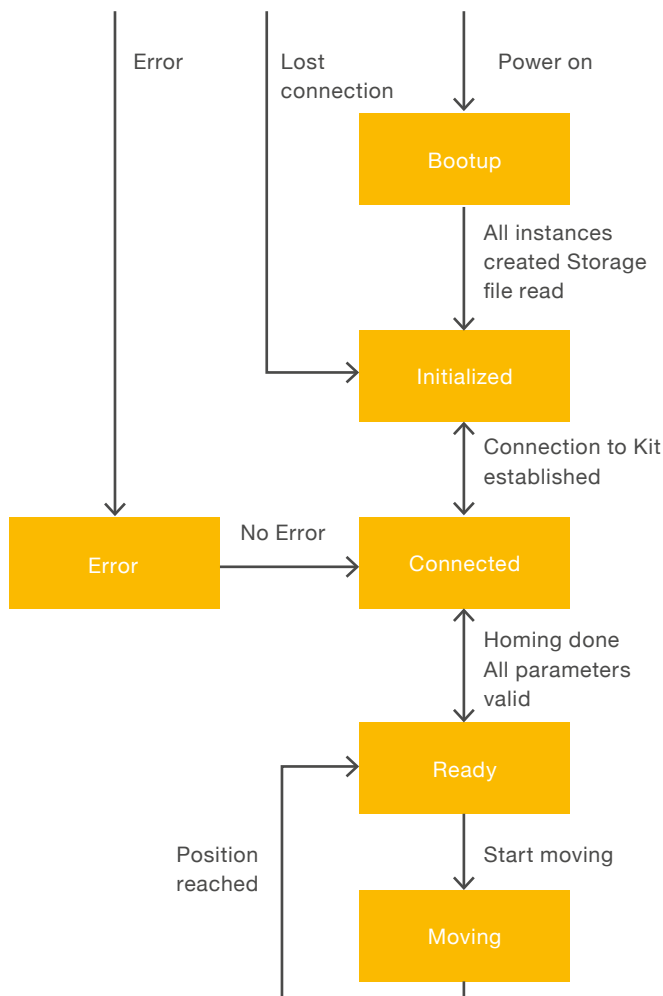 Error
Lost
connection
Power on
Bootup
All instances
created Storage
file read
Initialized
Connection to Kit
established
No Error
Error
Connected
Homing done
All parameters
valid
Ready
Position
reached
Start moving
Moving